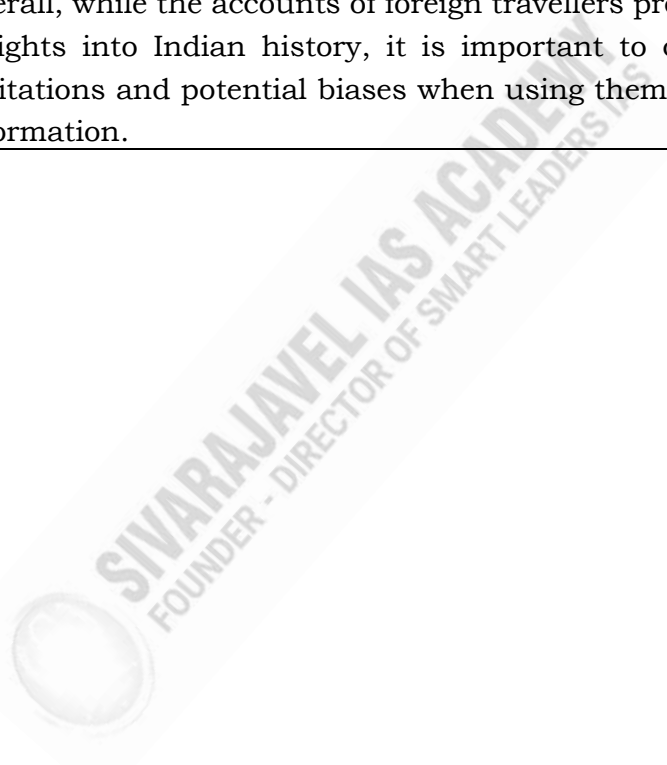 erall, while the accounts of foreign travellers pro
ights into Indian history, it is important to c
itations and potential biases when using them
ormation.
SIVARAJAVEL IAS ACADEMY
FOUNDER - DIRECTOR OF SMART LEADERS IAS